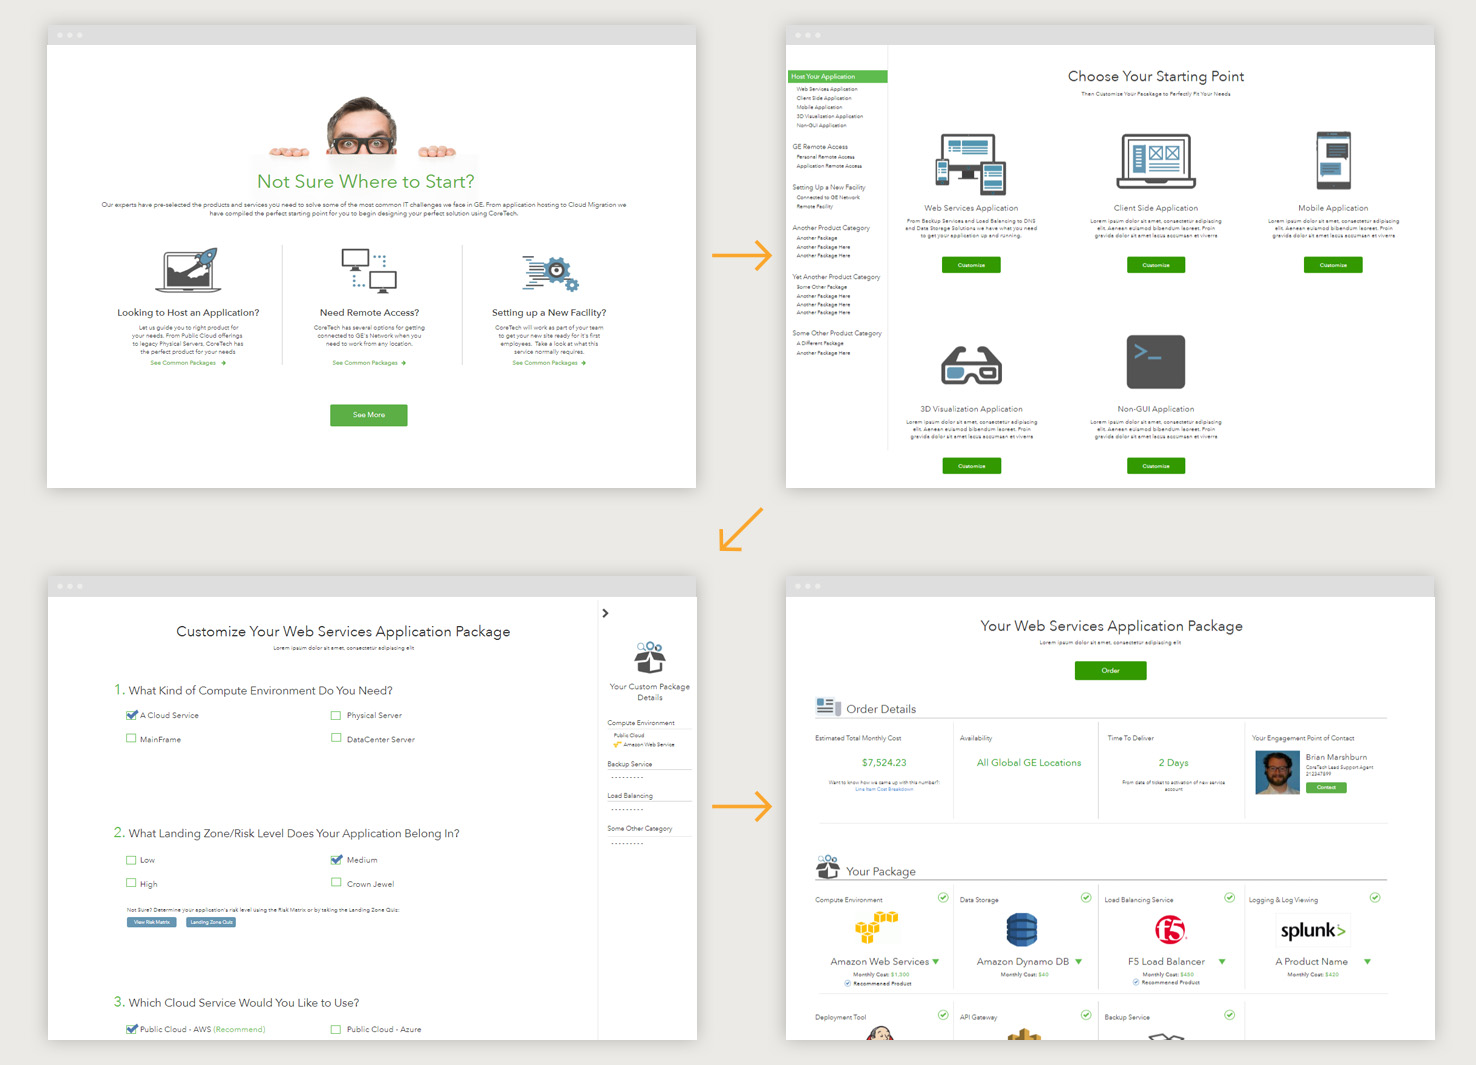 Not Sure Where to Start?
Our experts have pre-selected the products and services you need to solve some of the most common IT challenges we face in GE. From application hosting to Cloud Migration we
have compiled the perfect starting point for you to begin designing your perfect solution using CoreTech.
Looking to Host an Application?
Let us guide you to right product for
your needs. From Public Cloud offerings
to legacy Physical Servers. CoreTech has
the perfect product for your needs
See Common Packages
Need Remote Access?
CoreTech has several options for getting
connected to GE's Network when you
need to work from any location.
See Common Packages
Setting up a New Facility?
CoreTech will work as part of your team
to get your new site ready for it's first
employees. Take a look at what this
service normally requires.
See Common Packages
See More
Host Your Application
Web Services Application
Client Side Application
Mobile Application
3D Visualization Application
Non-GUI Application
GE Remote Access
Personal Remote Access
Application Remote Access
Setting Up a New Facility
Connected to GE Network
Remote Facility
Another Product Category
Another Package
Another Package Here
Another Package Here
Yet Another Product Category
Some Other Package
Another Package Here
Another Package Here
Another Package Here
Some Other Product Category
A Different Package
Another Package Here
Choose Your Starting Point
Then Customize Your Package to Perfectly Fit Your Needs
Web Services Application
From Backup Services and Load Balancing to DNS
and Data Storage Solutions we have what you need
to get your application up and running.
Customize
Client Side Application
Lorem ipsum dolor sit amet, consectetur adipiscing
elit. Aenean euismod bibendum laoreet. Proin
gravida dolor sit amet lacus accumsan et viverra
Customize
Mobile Application
Lorem ipsum dolor sit amet, consectetur adipiscing
elit. Aenean euismod bibendum laoreet. Proin
gravida dolor sit amet lacus accumsan et viverra
Customize
3D Visualization Application
Lorem ipsum dolor sit amet, consectetur adipiscing
elit. Aenean euismod bibendum laoreet. Proin
gravida dolor sit amet lacus accumsan et viverra
Customize
Non-GUI Application
Lorem ipsum dolor sit amet, consectetur adipiscing
elit. Aenean euismod bibendum laoreet. Proin
gravida dolor sit amet lacus accumsan et viverra
Customize
Customize Your Web Services Application Package
Lorem ipsum dolor sit amet, consectetur adipiscing elit
1. What Kind of Compute Environment Do You Need?
A Cloud Service
Physical Server
MainFrame
DataCenter Server
2. What Landing Zone/Risk Level Does Your Application Belong In?
Low
Medium
High
Crown Jewel
Not Sure? Determine your application's risk level using the Risk Matrix or by taking the Landing Zone Quiz:
View Risk Matrix
Landing Zone Quiz
3. Which Cloud Service Would You Like to Use?
Public Cloud - AWS (Recommend)
Public Cloud - Azure
Your Custom Package
Details
Compute Environment
Public Cloud
Amazon Web Service
Backup Service
---------
Load Balancing
---------
Some Other Category
---------
Your Web Services Application Package
Lorem ipsum dolor sit amet, consectetur adipiscing elit
Order
Order Details
Estimated Total Monthly Cost
$7,524.23
Want to know how we came up with this number?:
Line Item Cost Breakdown
Availability
All Global GE Locations
Time To Deliver
2 Days
From date of ticket to activation of new service
account
Your Engagement Point of Contact
Brian Marshburn
CoreTech Lead Support Agent
212347899
Contact
Your Package
Compute Environment
Amazon Web Services
Monthly Cost: $1,300
Recommened Product
Data Storage
Amazon Dynamo DB
Monthly Cost: $40
Load Balancing Service
f5
F5 Load Balancer
Monthly Cost: $400
Recommened Product
Logging & Log Viewing
splunk>
A Product Name
Monthly Cost: $420
Deployment Tool
API Gateway
Backup Service